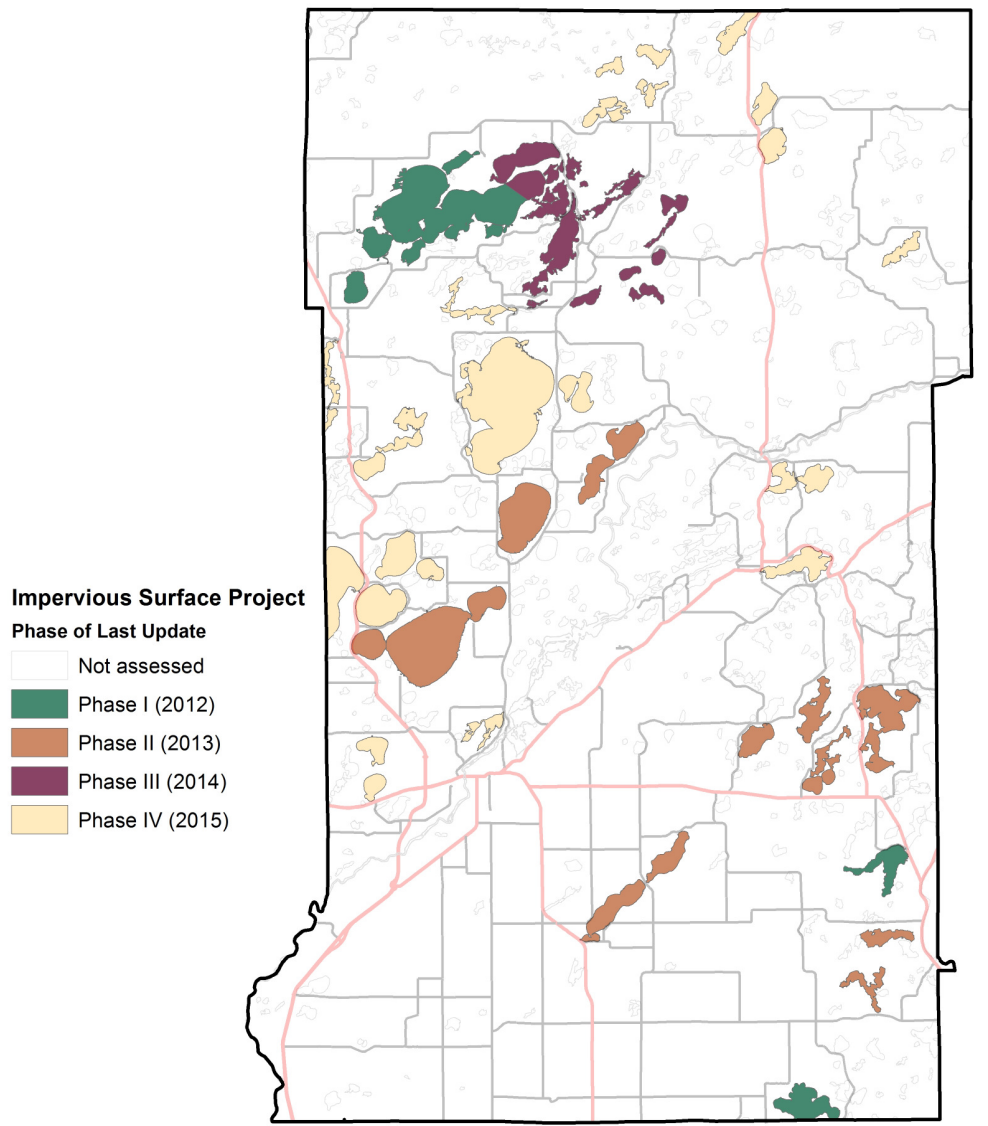 Impervious Surface Project
Phase of Last Update
Not assessed
Phase I (2012)
Phase II (2013)
Phase III (2014)
Phase IV (2015)